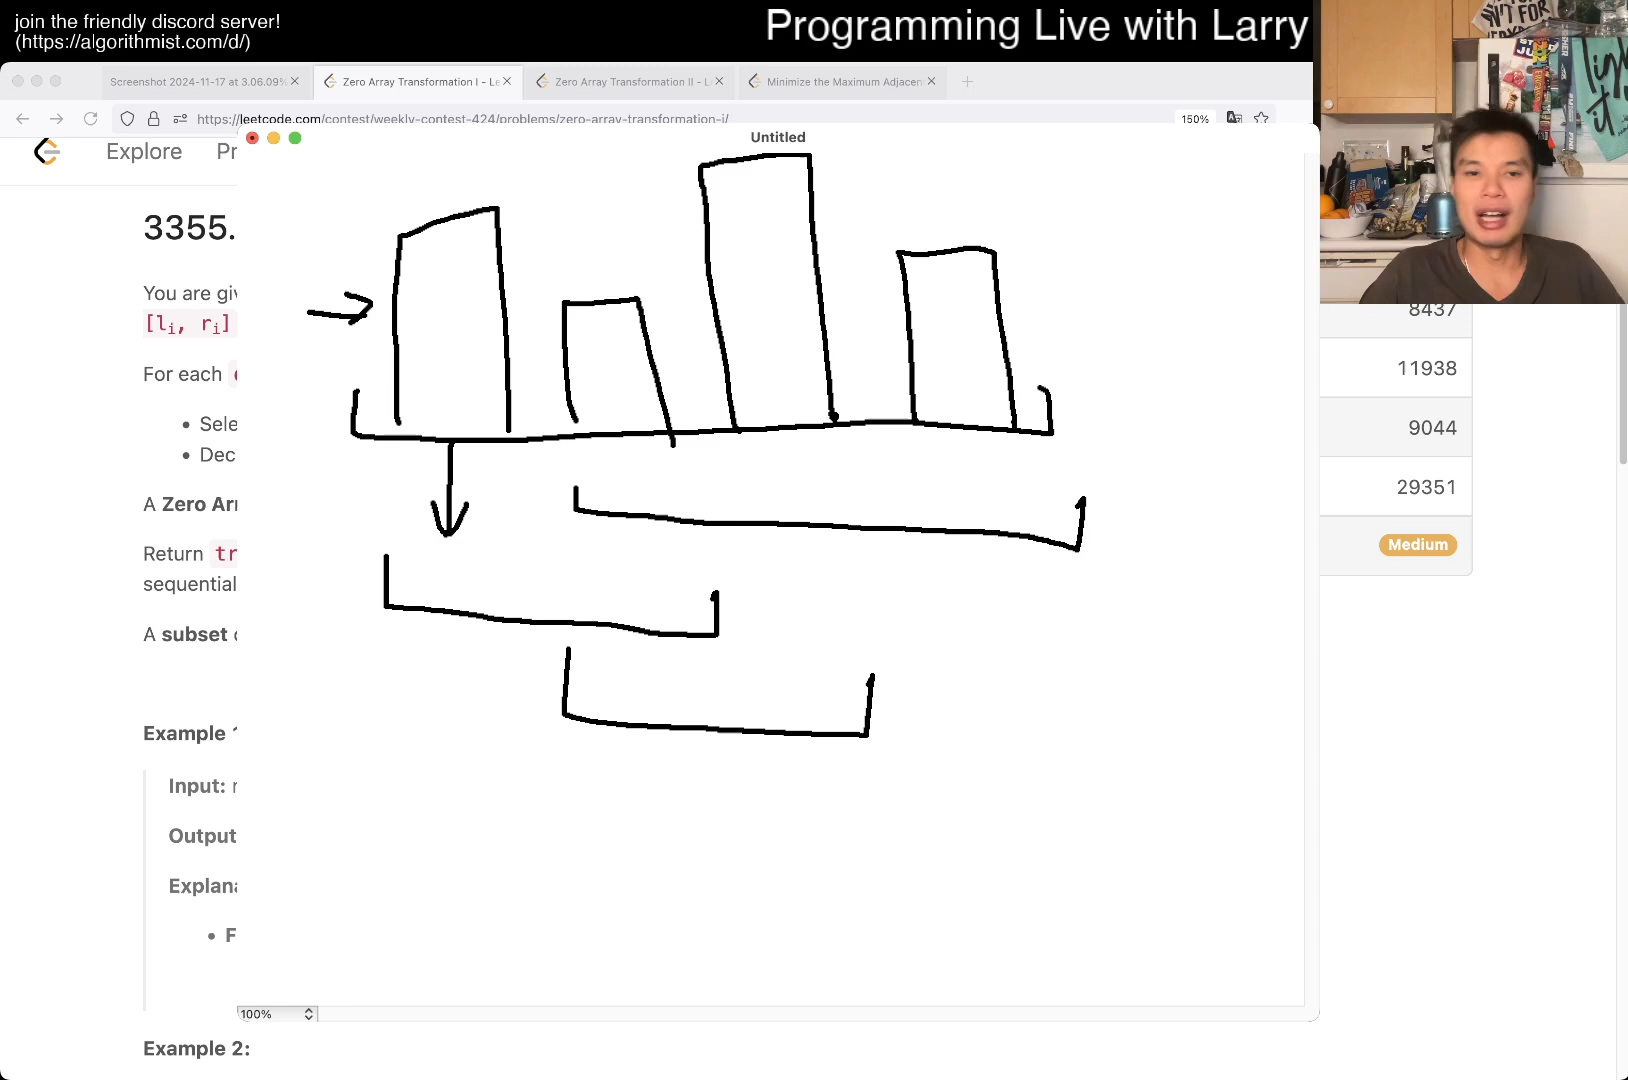 join the friendly discord server!
(https://algorithmist.com/d/)
Programming Live with Larry
Screenshot 2024-11-17 at 3.06.09
Zero Array Transformation I - Le
Zero Array Transformation II - L
Minimize the Maximum Adjacen
https://leetcode.com/contest/weekly-contest-424/problems/zero-array-transformation-i/
150%
Untitled
Explore Pr
3355.
You are giv
[li, ri]
For each
• Sele
• Dec
A Zero Arr
Return tr
sequential
A subset
Example
Input:
Output
Explana
• F
Example 2:
100%
8437
11938
9044
29351
Medium